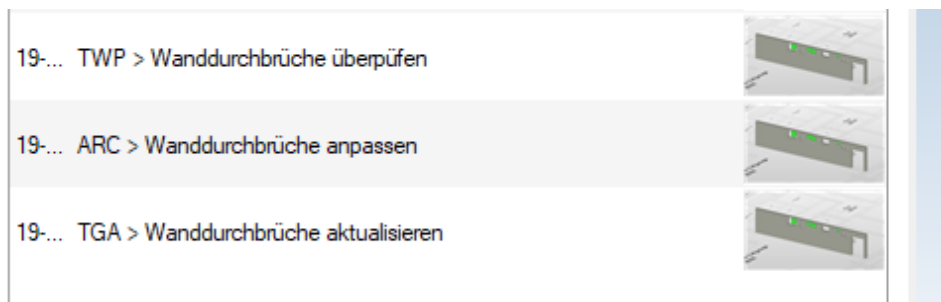 19-... TWP > Wanddurchbrüche überpüfen
19-... ARC > Wanddurchbrüche anpassen
19-... TGA > Wanddurchbrüche aktualisieren